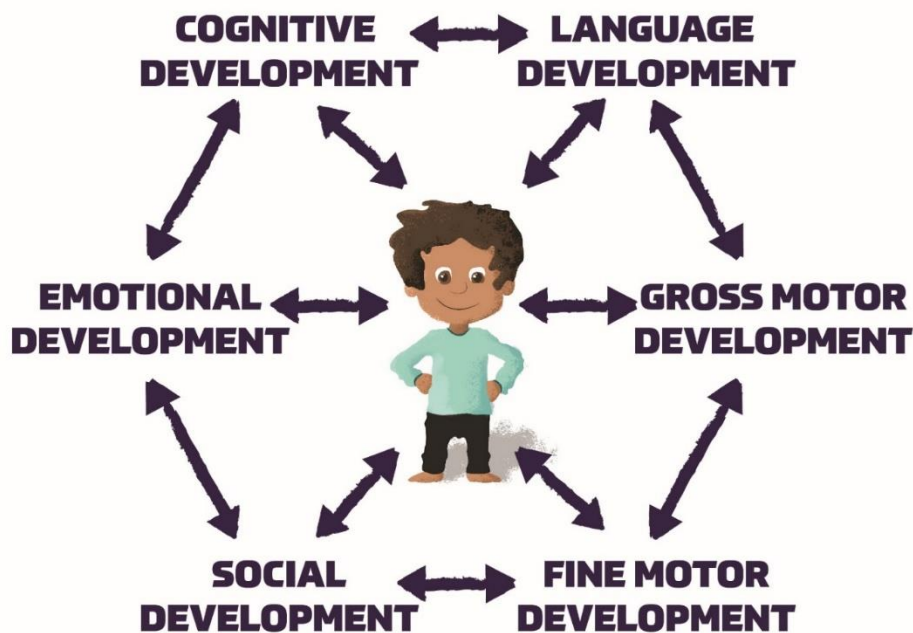 COGNITIVE
DEVELOPMENT
LANGUAGE
DEVELOPMENT
EMOTIONAL
DEVELOPMENT
GROSS MOTOR
DEVELOPMENT
SOCIAL
DEVELOPMENT
FINE MOTOR
DEVELOPMENT